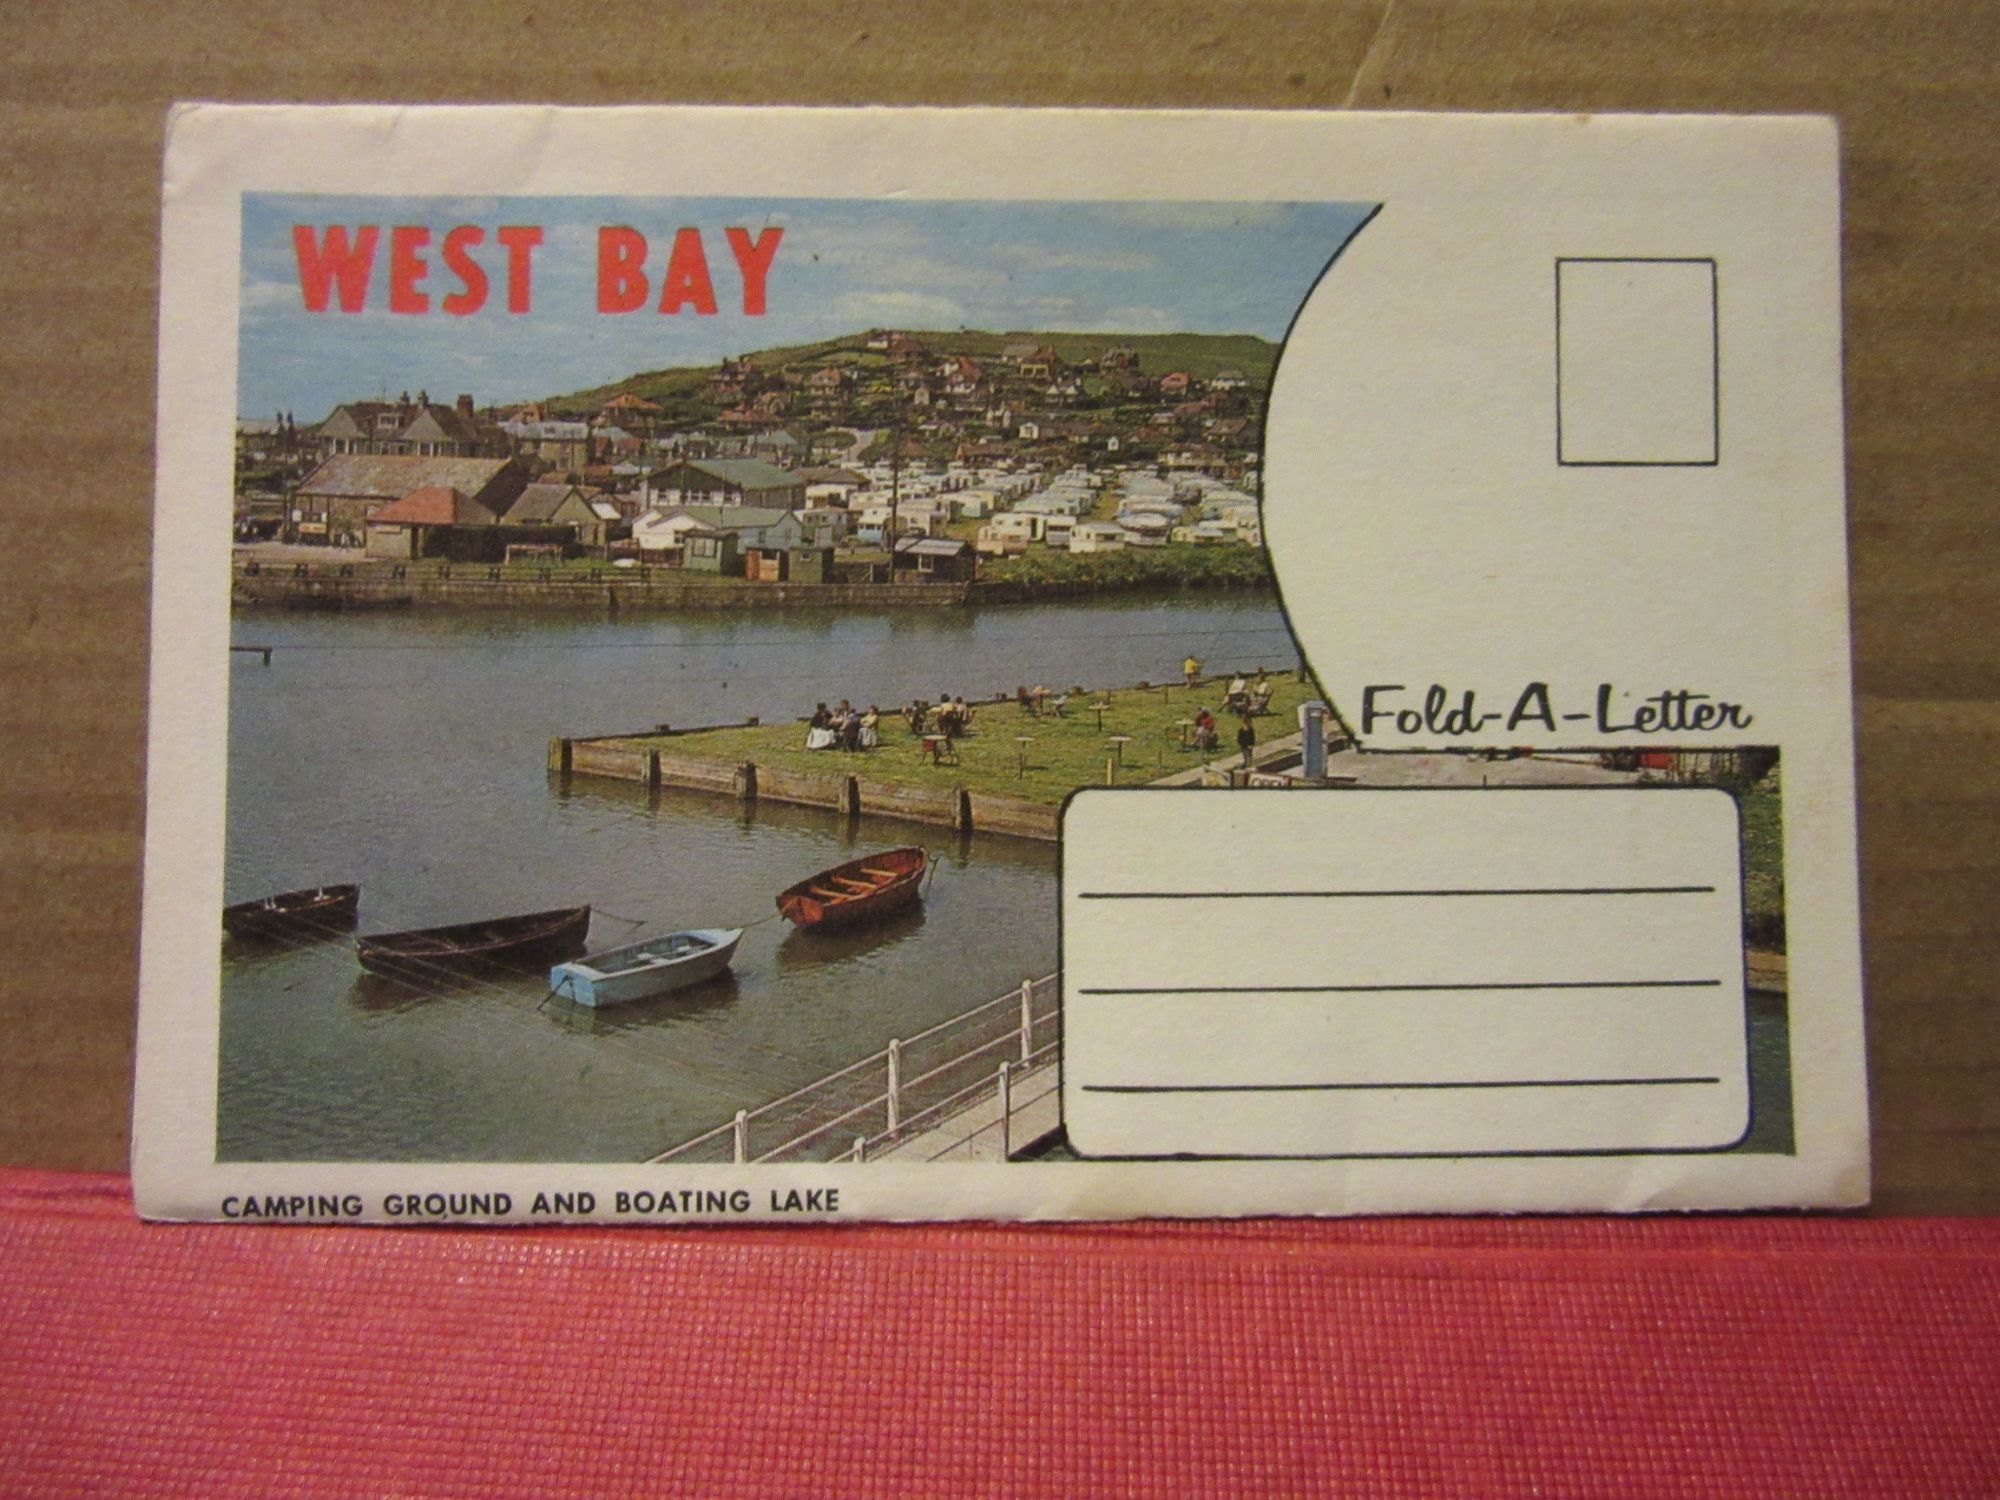 WEST BAY
Fold-A-Letter
CAMPING GROUND AND BOATING LAKE